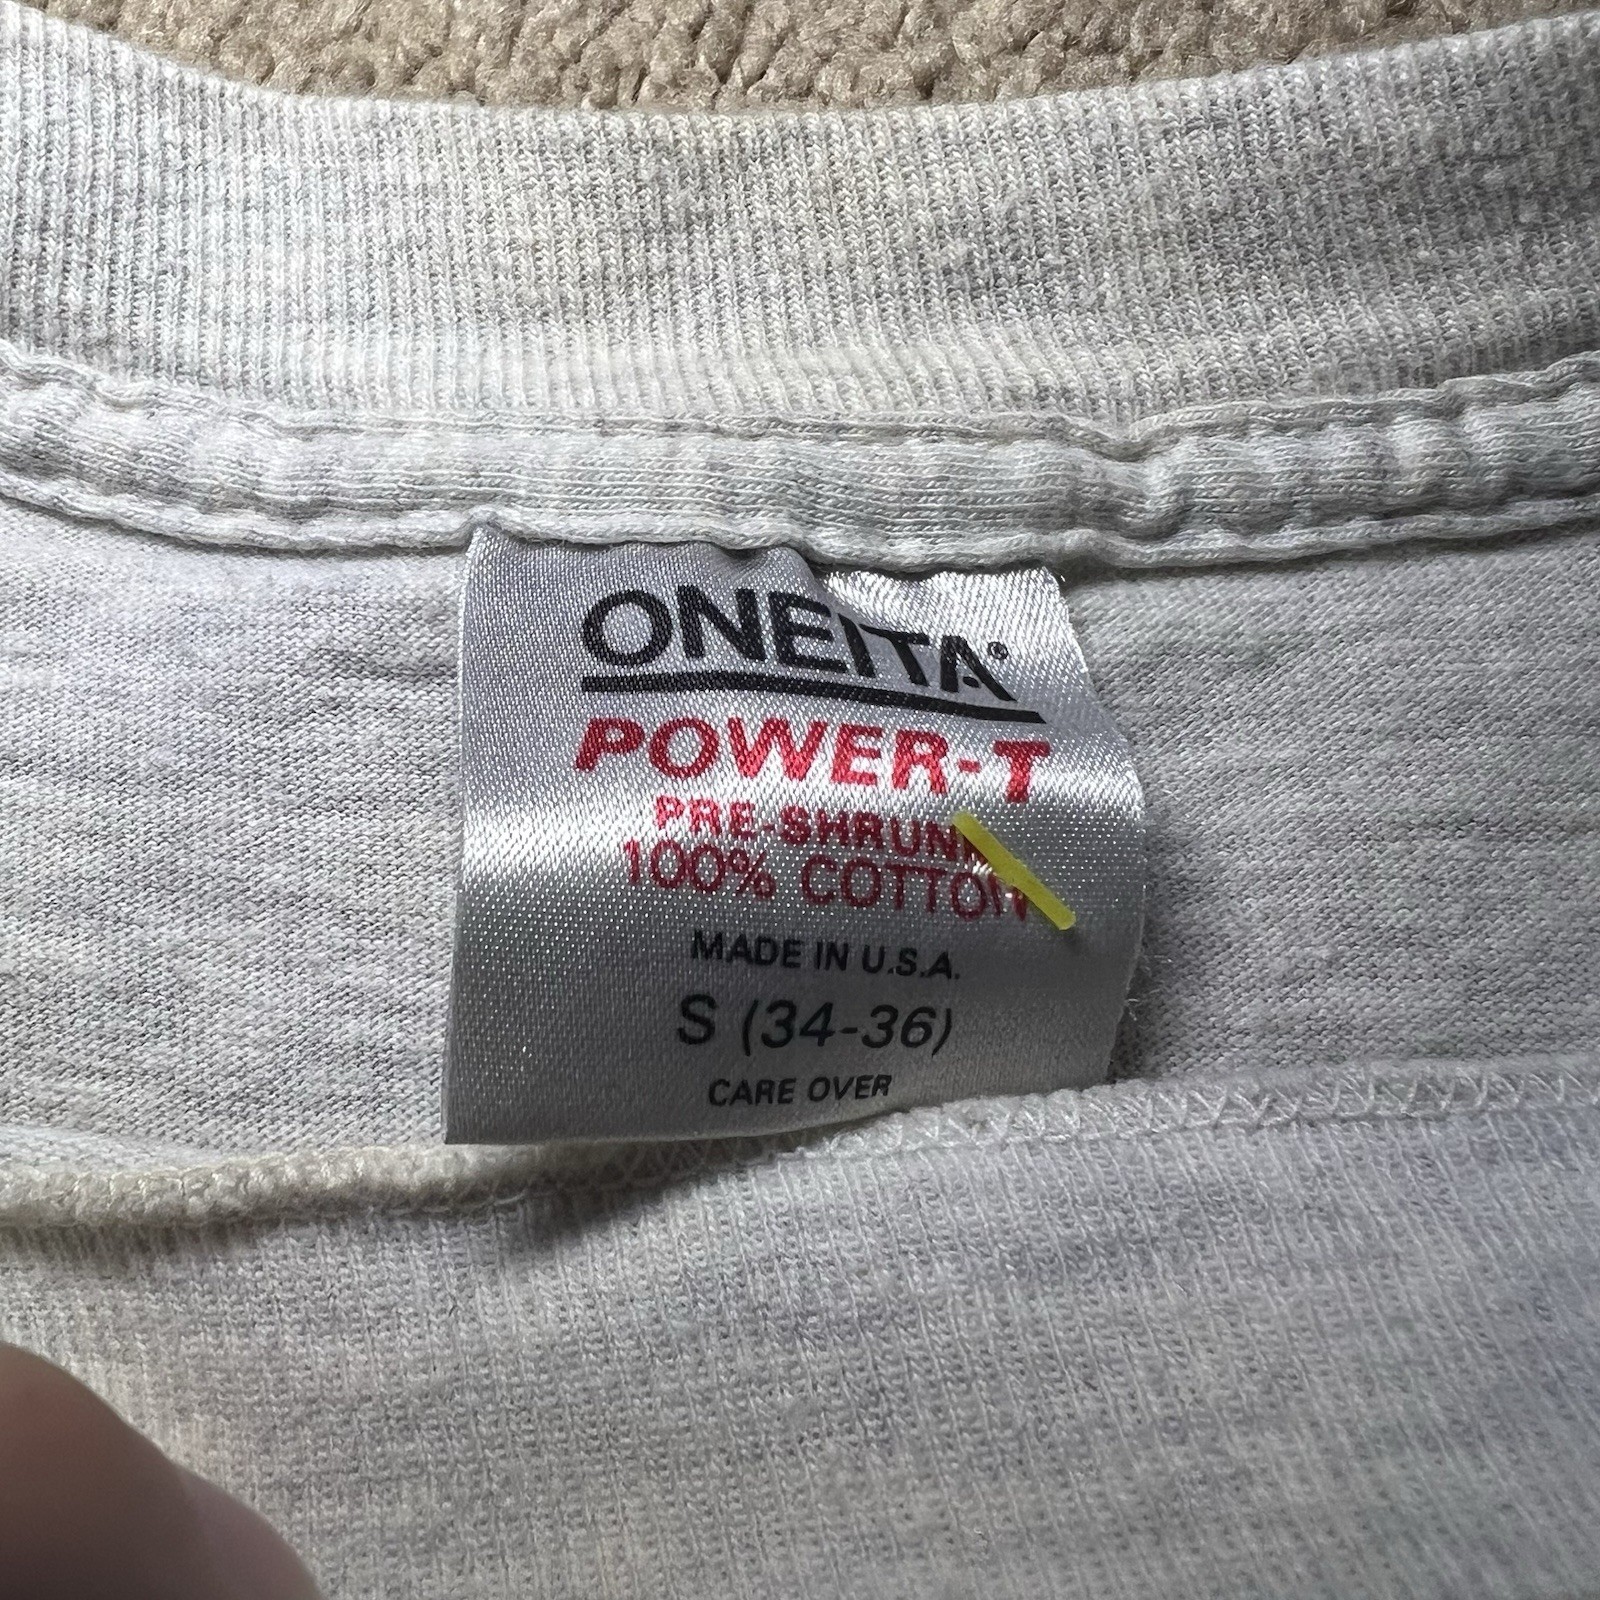 ONEITA®
POWER-T
PRE-SHRUNK
100% COTTON
MADE IN U.S.A.
S (34-36)
CARE OVER